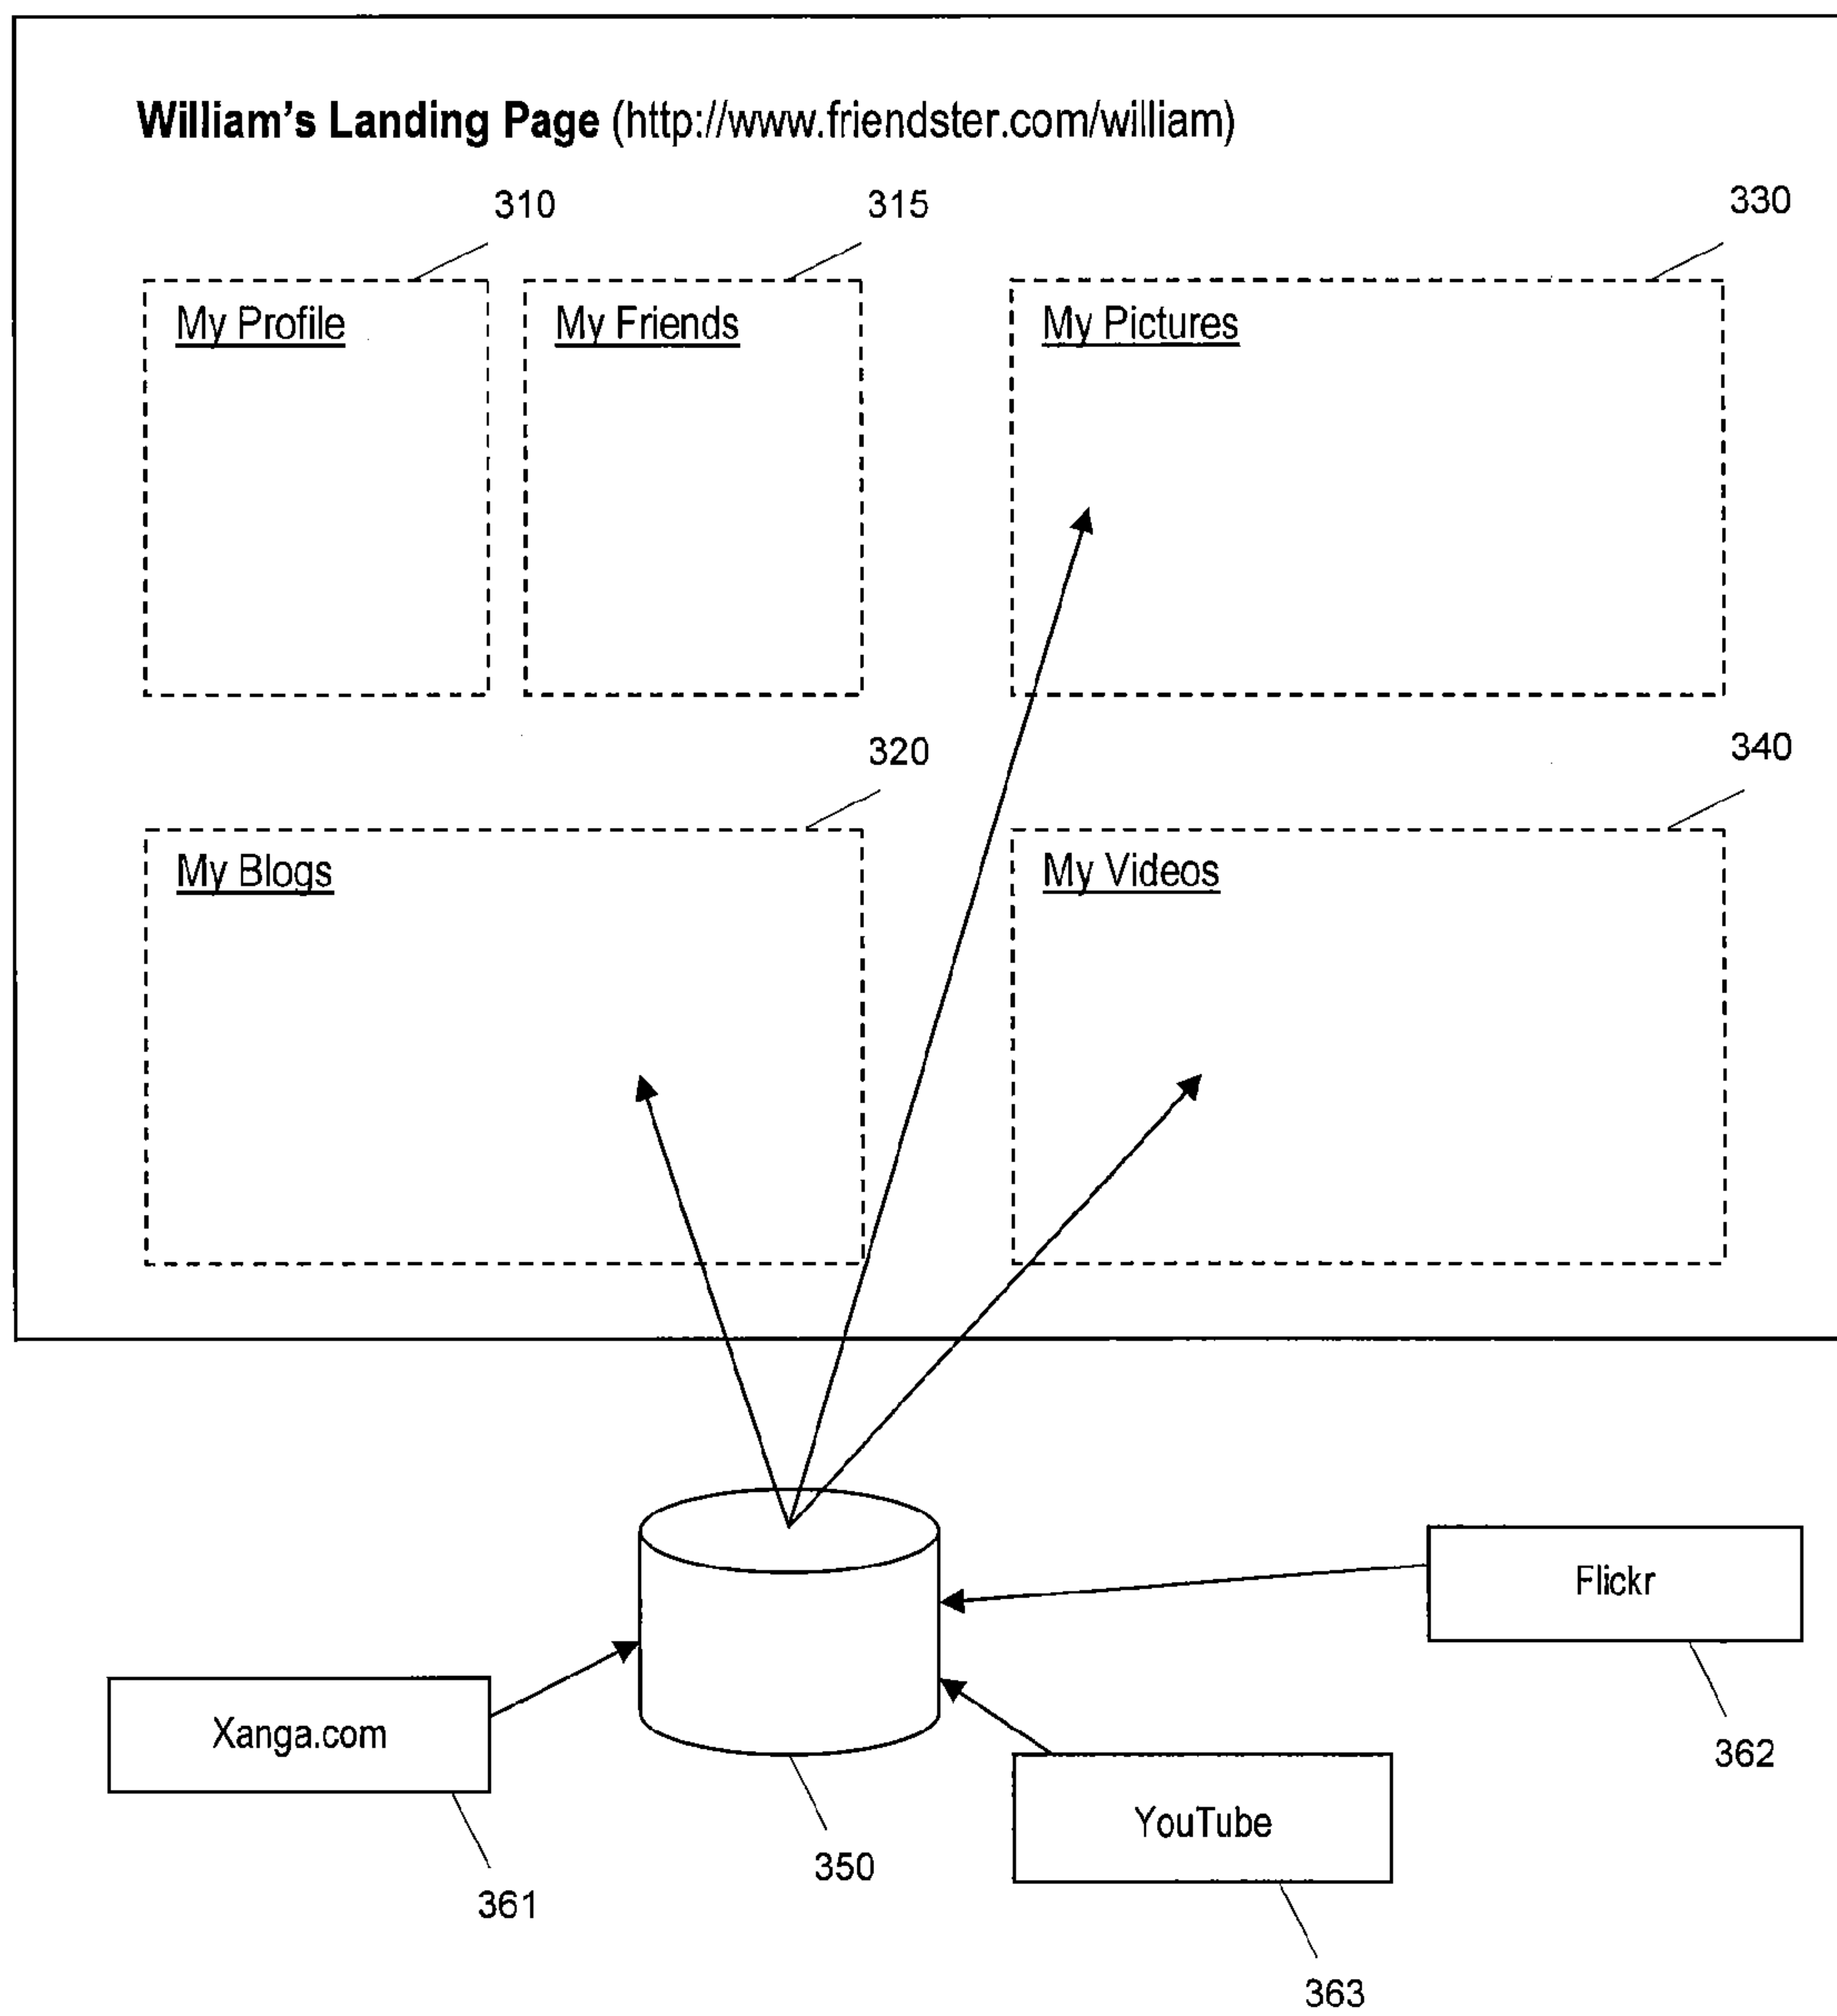 William's Landing Page (http://www.friendster.com/william)
310
315
330
My Profile
My Friends
My Pictures
320
340
My Blogs
My Videos
Flickr
Xanga.com
362
YouTube
350
361
363